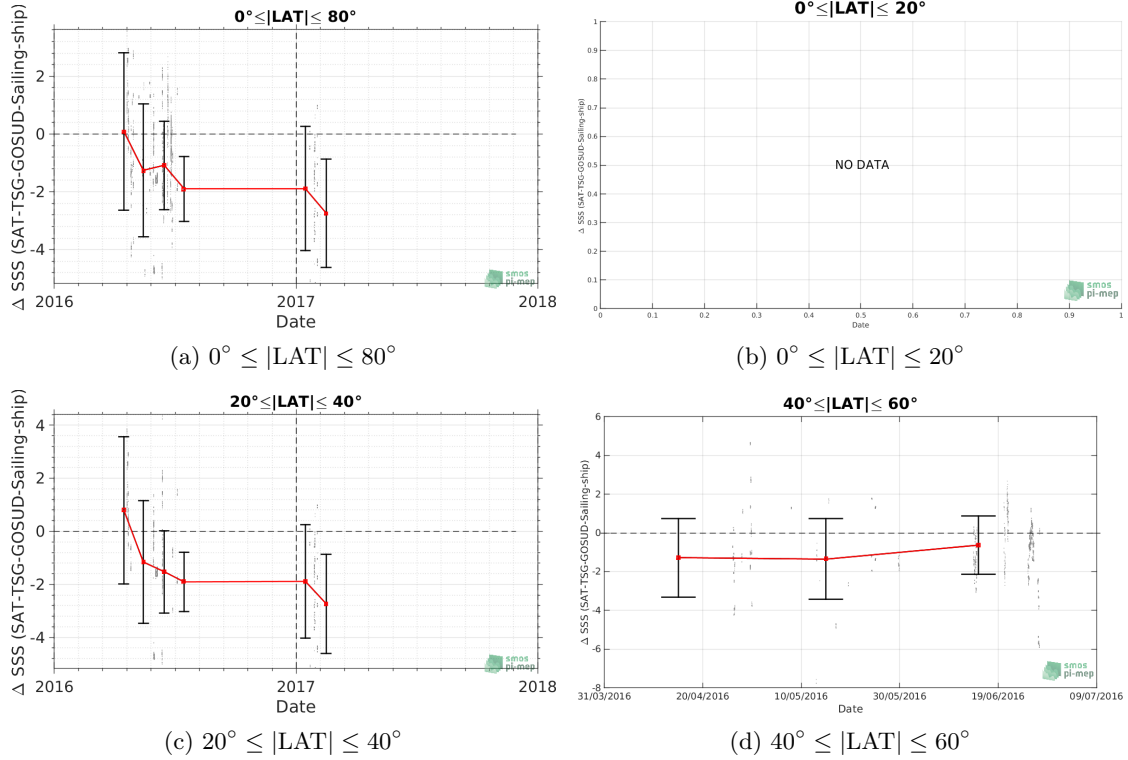 0°≤|LAT|≤ 80°
Δ SSS (SAT-TSG-GOSUD-Sailing-ship)
2
0
-2
-4
2016
2017
2018
Date
smos
pi-mep
(a) 0° ≤ |LAT| ≤ 80°
0°≤|LAT|≤ 20°
Δ SSS (SAT-TSG-GOSUD-Sailing-ship)
1
0.9
0.8
0.7
0.6
0.5
0.4
0.3
0.2
0.1
0
NO DATA
0
0.1
0.2
0.3
0.4
0.5
0.6
0.7
0.8
0.9
1
Date
smos
pi-mep
(b) 0° ≤ |LAT| ≤ 20°
20°≤|LAT|≤ 40°
Δ SSS (SAT-TSG-GOSUD-Sailing-ship)
4
2
0
-2
-4
2016
2017
2018
Date
smos
pi-mep
(c) 20° ≤ |LAT| ≤ 40°
40°≤|LAT|≤ 60°
Δ SSS (SAT-TSG-GOSUD-Sailing-ship)
6
4
2
0
-2
-4
-6
-8
31/03/2016
20/04/2016
10/05/2016
30/05/2016
19/06/2016
09/07/2016
Date
smos
pi-mep
(d) 40° ≤ |LAT| ≤ 60°